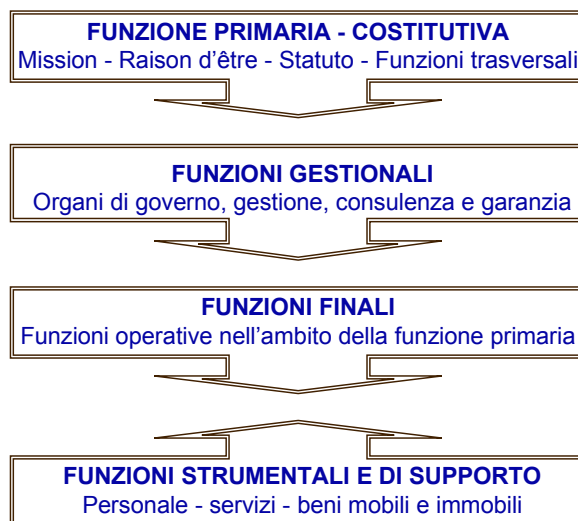 FUNZIONE PRIMARIA - COSTITUTIVA
Mission - Raison d'être - Statuto - Funzioni trasversali
FUNZIONI GESTIONALI
Organi di governo, gestione, consulenza e garanzia
FUNZIONI FINALI
Funzioni operative nell'ambito della funzione primaria
FUNZIONI STRUMENTALI E DI SUPPORTO
Personale - servizi - beni mobili e immobili